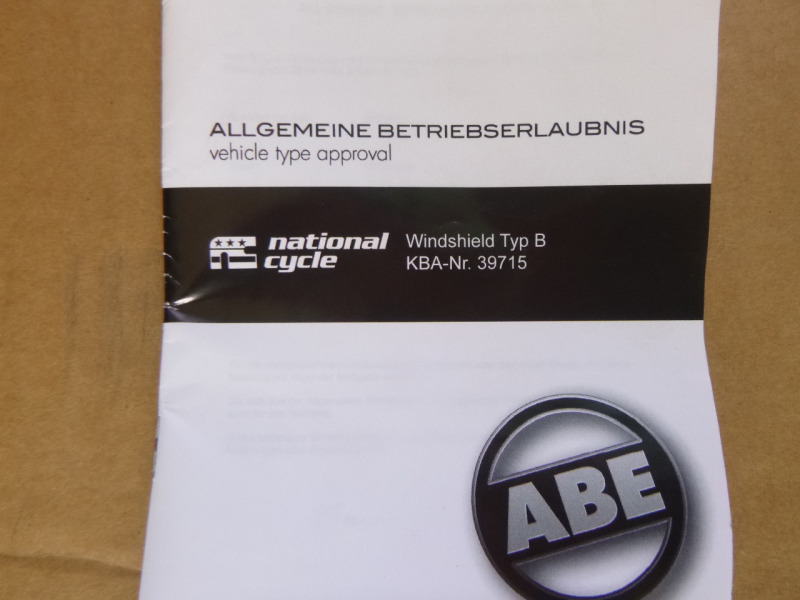 ALLGEMEINE BETRIEBSERLAUBNIS
vehicle type approval
national
cycle
Windshield Typ B
KBA-Nr. 39715
ABE